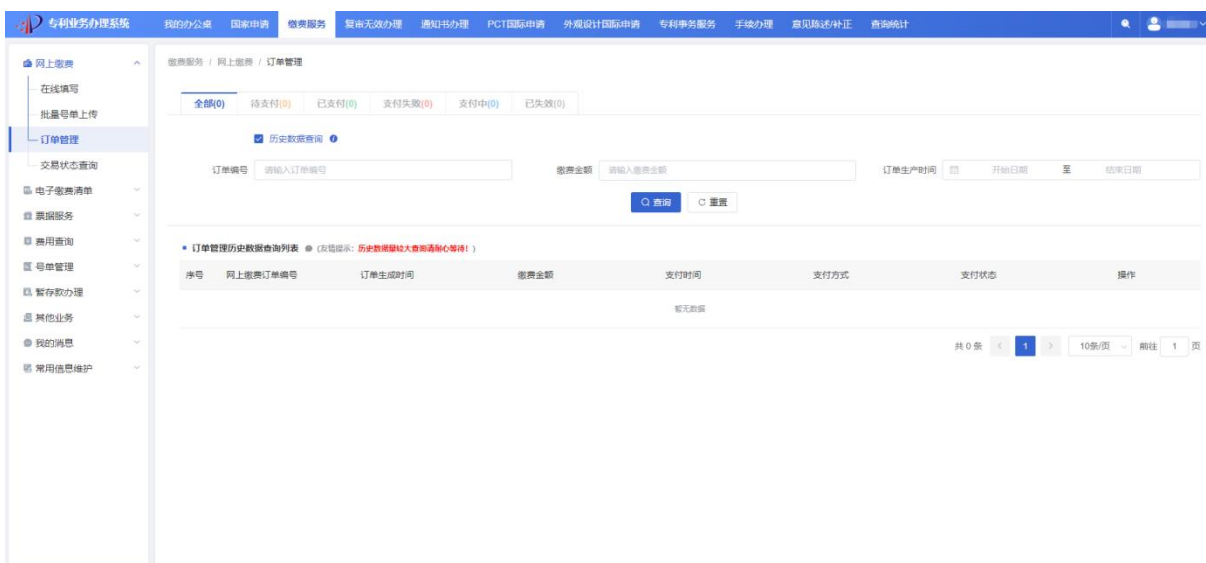 专利业务办理系统 我的办公桌 国家申请 缴费服务 复审无效办理 通知书办理 PCT国际申请 外观设计国际申请 专利事务服务 手续办理 意见陈述/补正 查询统计
网上缴费
在线填写
批量号单上传
订单管理
交易状态查询
电子缴费清单
票据服务
费用查询
号单管理
暂存款办理
其他业务
我的消息
常用信息维护
缴费服务 / 网上缴费 / 订单管理
全部(0) 待支付(0) 已支付(0) 支付失败(0) 支付中(0) 已失效(0)
历史数据查询
订单编号 请输入订单编号 缴费金额 请输入缴费金额 订单生产时间 开始日期 至 结束日期
查询 重置
订单管理历史数据查询列表 (友情提示:历史数据量较大查询请耐心等待!)
序号 网上缴费订单编号 订单生成时间 缴费金额 支付时间 支付方式 支付状态 操作
暂无数据
共 0 条 < 1 > 10条/页 前往 1 页